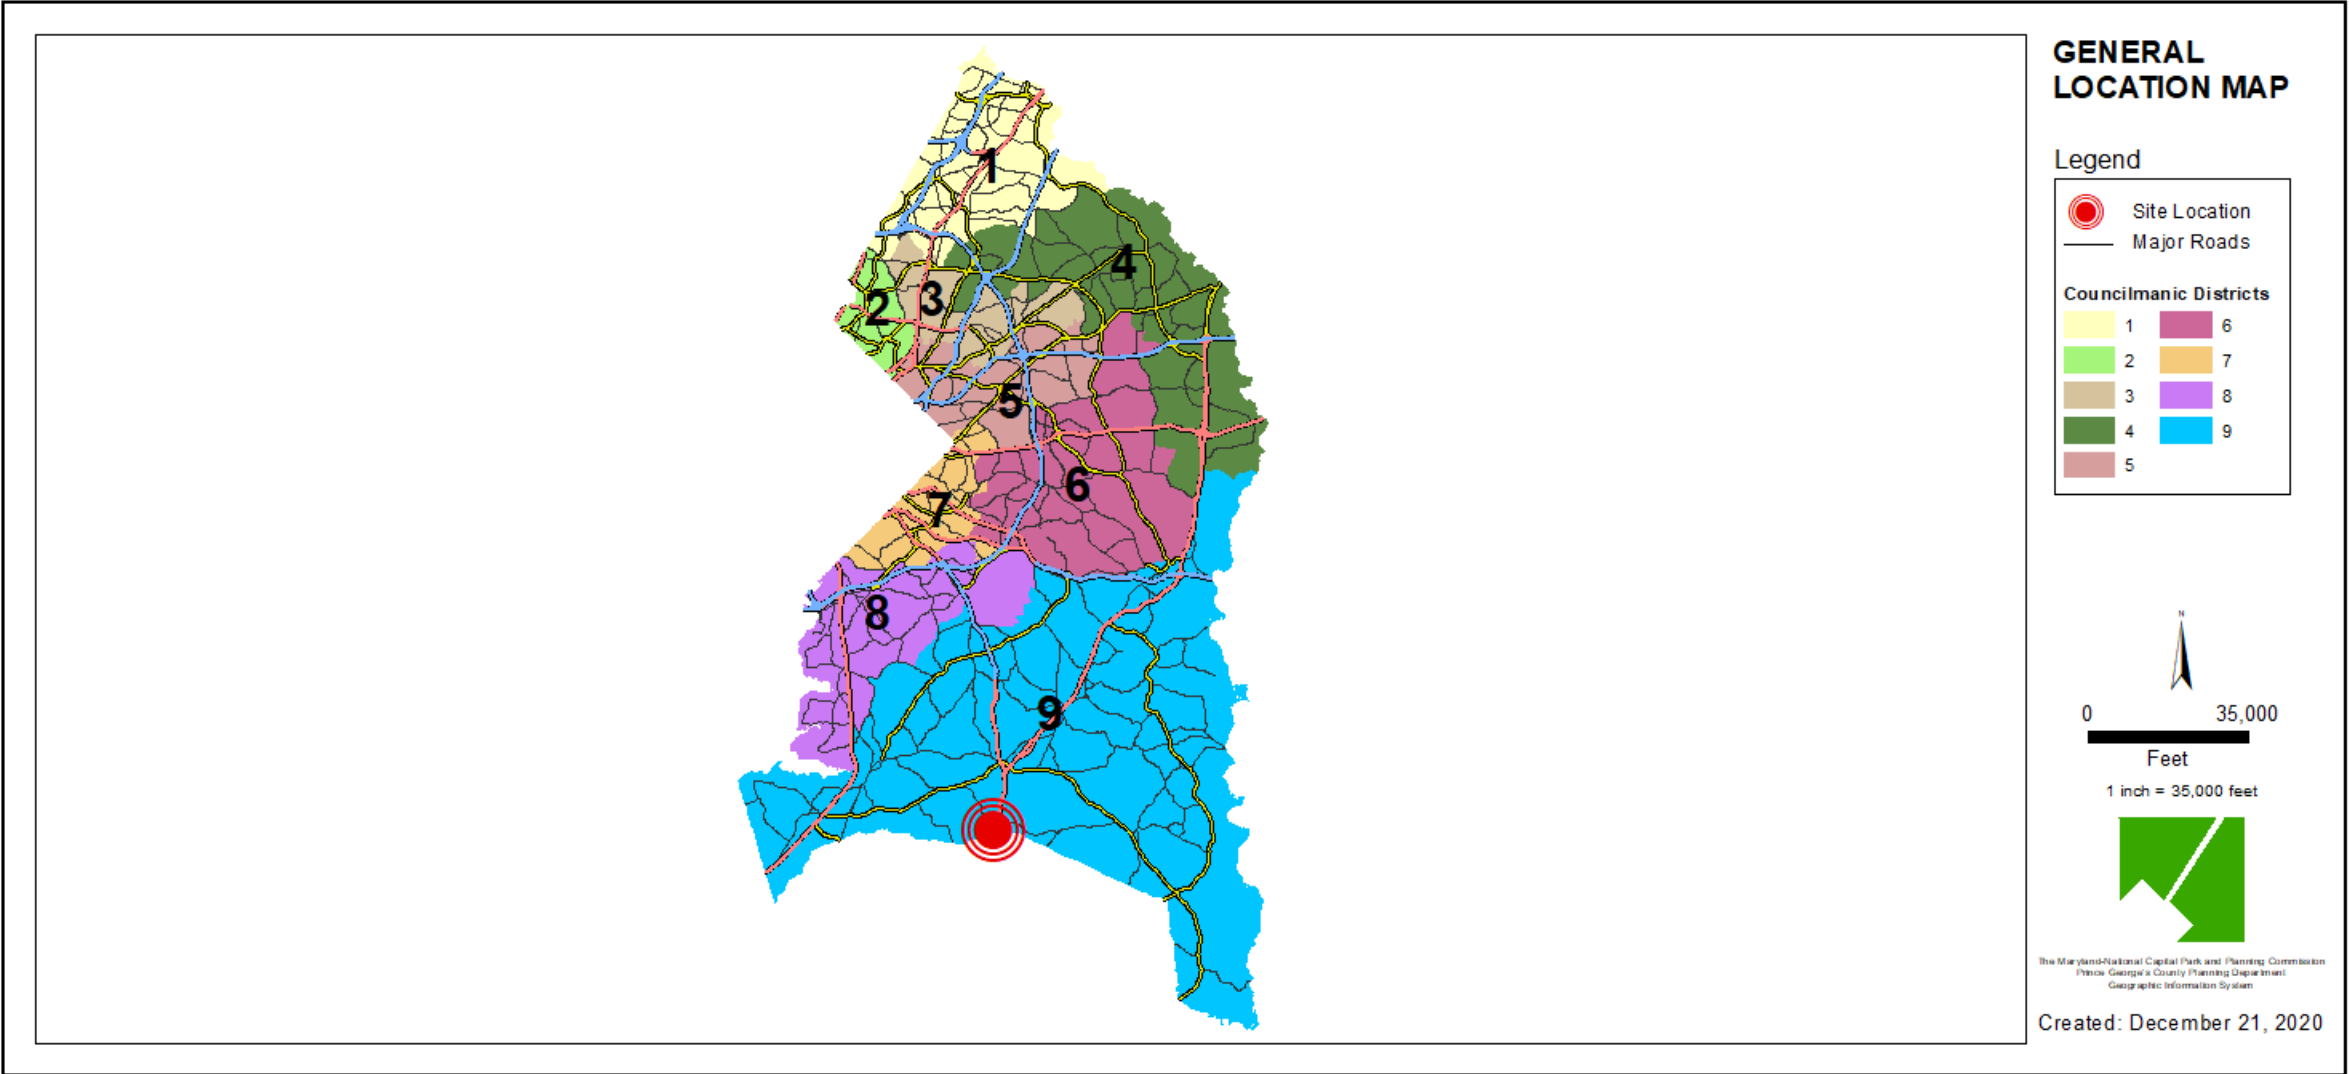 GENERAL
LOCATION MAP
Legend
Site Location
Major Roads
Councilmanic Districts
1 6
2 7
3 8
4 9
5
1
4
2
3
5
6
7
8
9
N
0 35,000
Feet
1 inch = 35,000 feet
The Maryland-National Capital Park and Planning Commission
Prince George's County Planning Department
Geographic Information System
Created: December 21, 2020